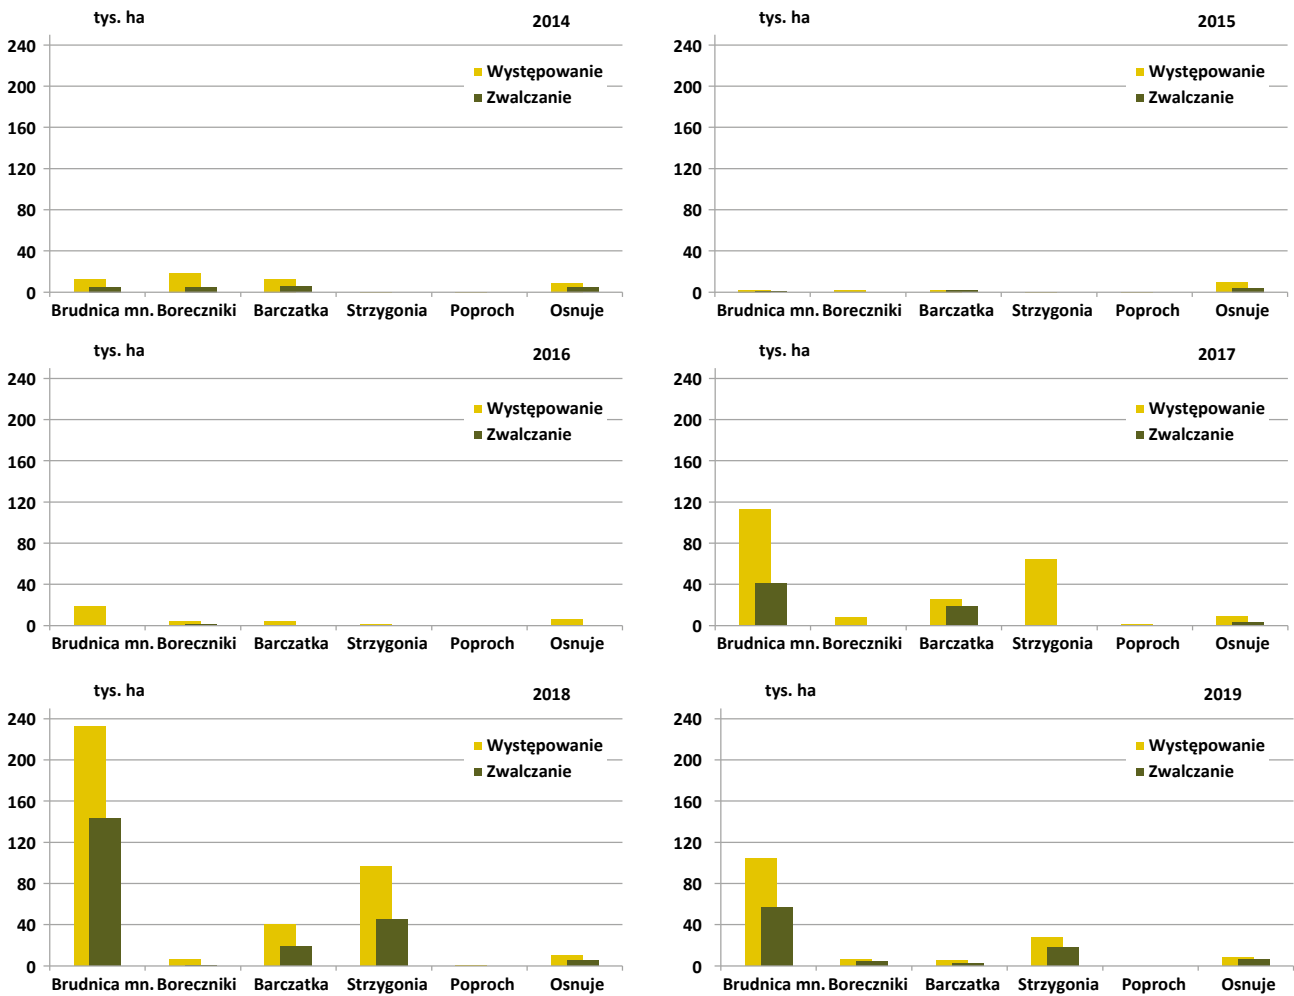 tys. ha 2014
240
200
160
120
80
40
0
Występowanie
Zwalczanie
Brudnica mn. Boreczniki Barczatka Strzygonia Poproch Osnuje
tys. ha 2015
240
200
160
120
80
40
0
Występowanie
Zwalczanie
Brudnica mn. Boreczniki Barczatka Strzygonia Poproch Osnuje
tys. ha 2016
240
200
160
120
80
40
0
Występowanie
Zwalczanie
Brudnica mn. Boreczniki Barczatka Strzygonia Poproch Osnuje
tys. ha 2017
240
200
160
120
80
40
0
Występowanie
Zwalczanie
Brudnica mn. Boreczniki Barczatka Strzygonia Poproch Osnuje
tys. ha 2018
240
200
160
120
80
40
0
Występowanie
Zwalczanie
Brudnica mn. Boreczniki Barczatka Strzygonia Poproch Osnuje
tys. ha 2019
240
200
160
120
80
40
0
Występowanie
Zwalczanie
Brudnica mn. Boreczniki Barczatka Strzygonia Poproch Osnuje